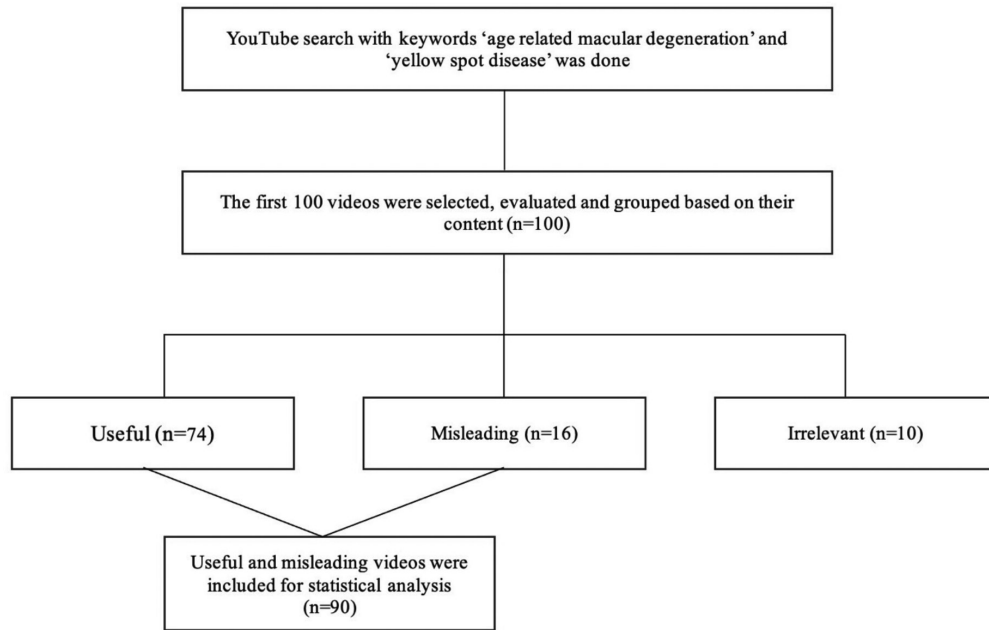 YouTube search with keywords ‘age related macular degeneration’ and
‘yellow spot disease’ was done
The first 100 videos were selected, evaluated and grouped based on their
content (n=100)
Useful (n=74)
Misleading (n=16)
Irrelevant (n=10)
Useful and misleading videos were
included for statistical analysis
(n=90)